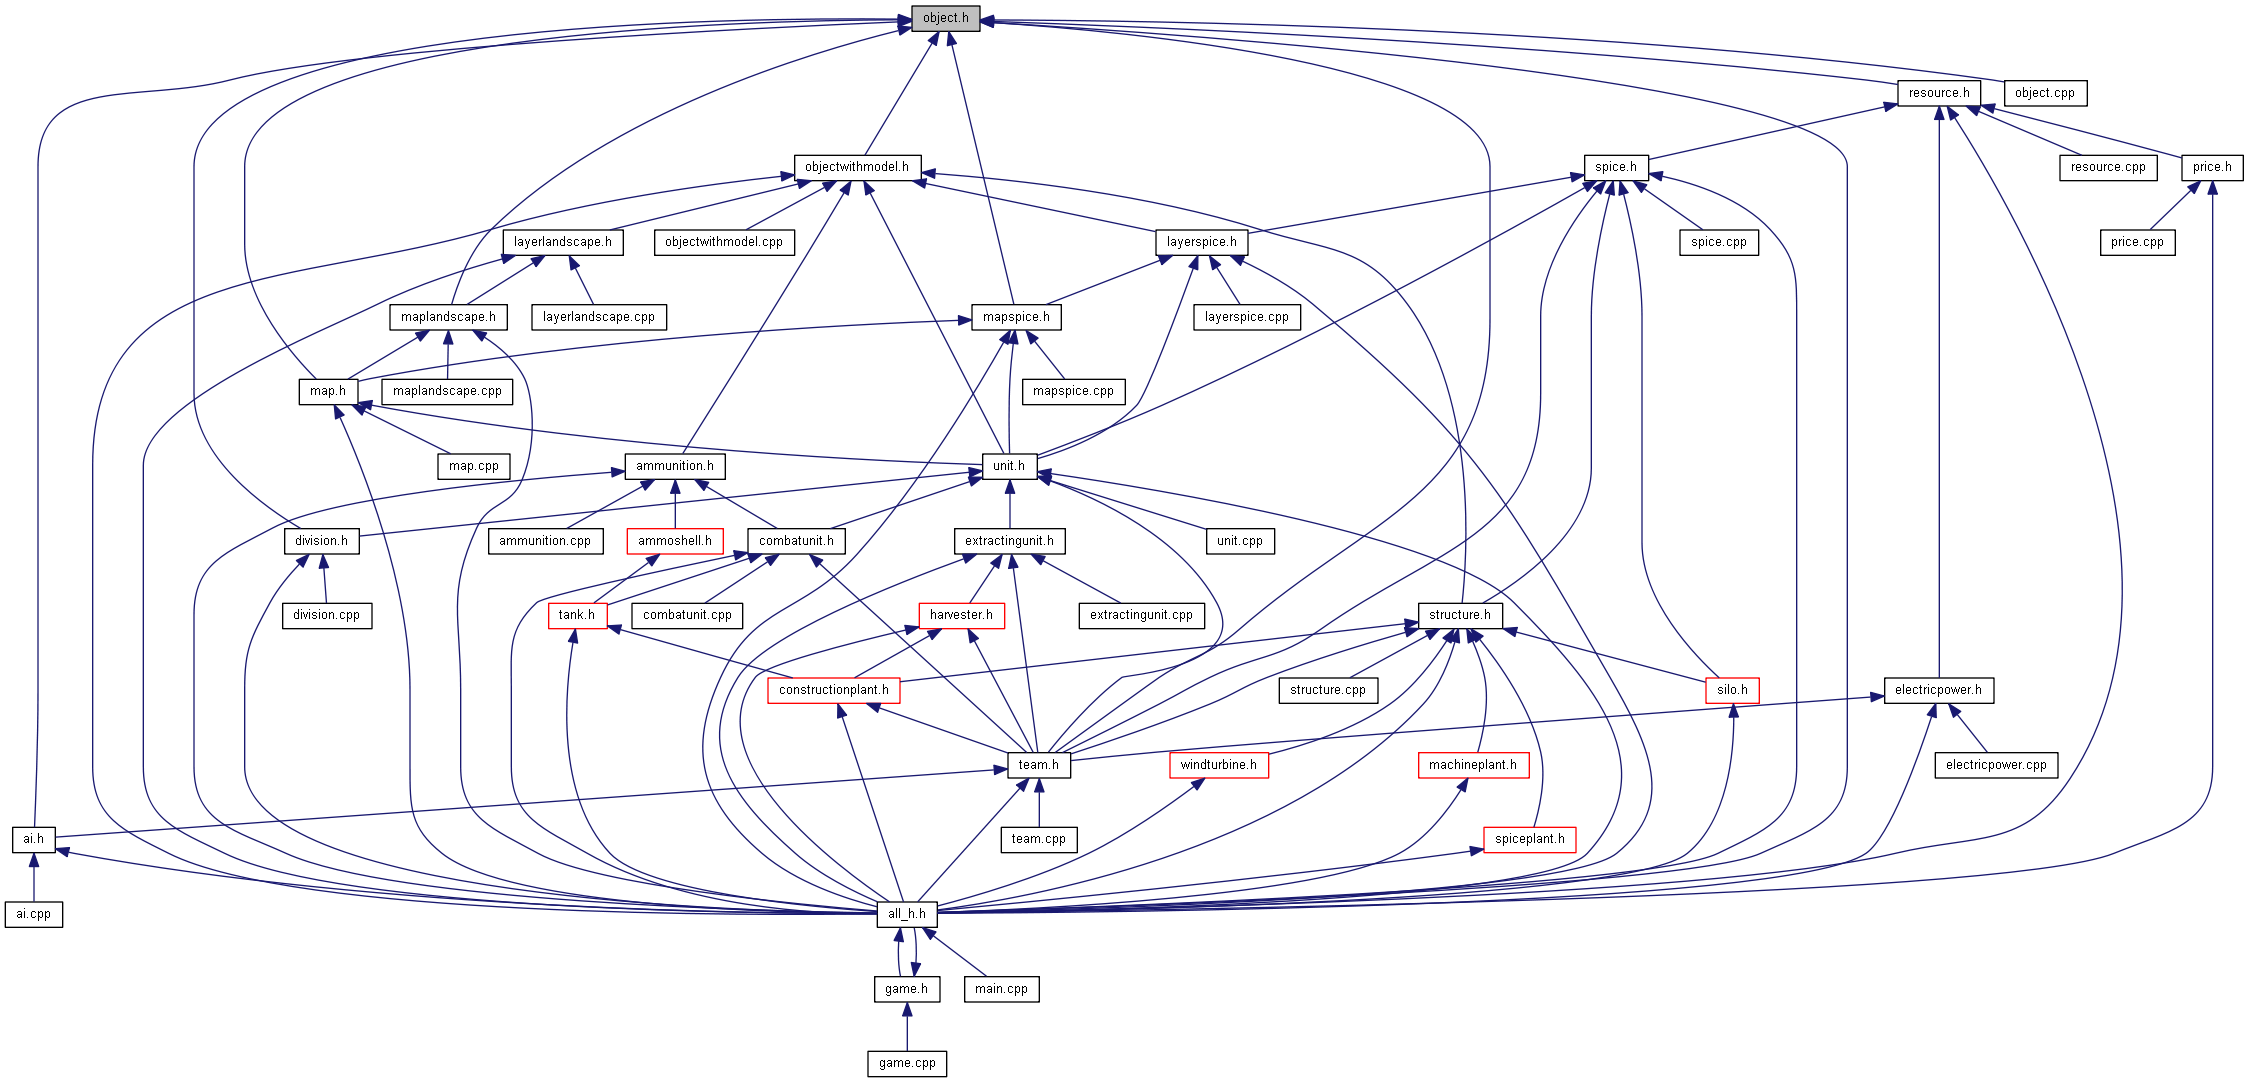 object.h
resource.h
object.cpp
objectwithmodel.h
spice.h
resource.cpp
price.h
layerlandscape.h
objectwithmodel.cpp
layerspice.h
spice.cpp
price.cpp
maplandscape.h
layerlandscape.cpp
mapspice.h
layerspice.cpp
map.h
maplandscape.cpp
mapspice.cpp
map.cpp
ammunition.h
unit.h
division.h
ammunition.cpp
ammoshell.h
combatunit.h
extractingunit.h
unit.cpp
division.cpp
tank.h
combatunit.cpp
harvester.h
extractingunit.cpp
structure.h
constructionplant.h
structure.cpp
silo.h
electricpower.h
team.h
windturbine.h
machineplant.h
electricpower.cpp
ai.h
team.cpp
spiceplant.h
ai.cpp
all_h.h
game.h
main.cpp
game.cpp